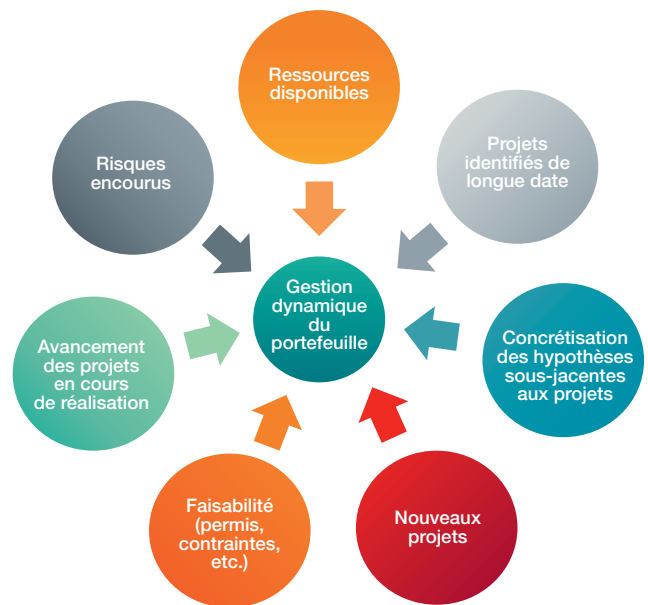 Ressources
disponibles
Projets
identifiés de
longue date
Concrétisation
des hypothèses
sous-jacentes
aux projets
Nouveaux
projets
Faisabilité
(permis,
contraintes,
etc.)
Avancement
des projets
en cours
de réalisation
Risques
encourus
Gestion
dynamique
du
portefeuille